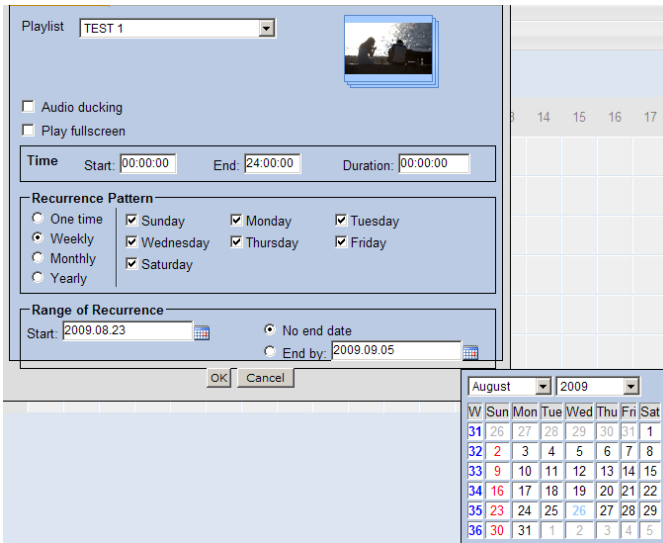 Playlist TEST 1
Audio ducking
Play fullscreen
14 15 16 17
Time Start: 00:00:00 End: 24:00:00 Duration: 00:00:00
Recurrence Pattern
One time Sunday Monday Tuesday
Weekly Wednesday Thursday Friday
Monthly Saturday
Yearly
Range of Recurrence
Start: 2009.08.23 No end date
End by: 2009.09.05
OK Cancel
August 2009
W Sun Mon Tue Wed Thu Fri Sat
31 26 27 28 29 30 31 1
32 2 3 4 5 6 7 8
33 9 10 11 12 13 14 15
34 16 17 18 19 20 21 22
35 23 24 25 26 27 28 29
36 30 31 1 2 3 4 5